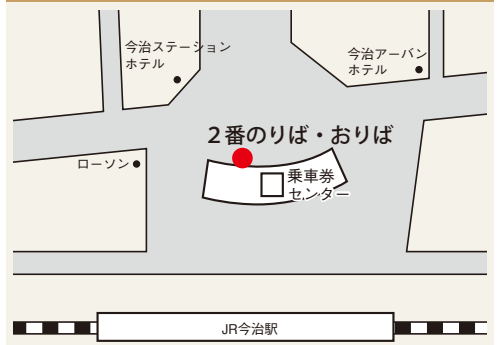 今治ステーション
ホテル
今治アーバン
ホテル
２番のりば・おりば
ローソン
乗車券
センター
JR今治駅